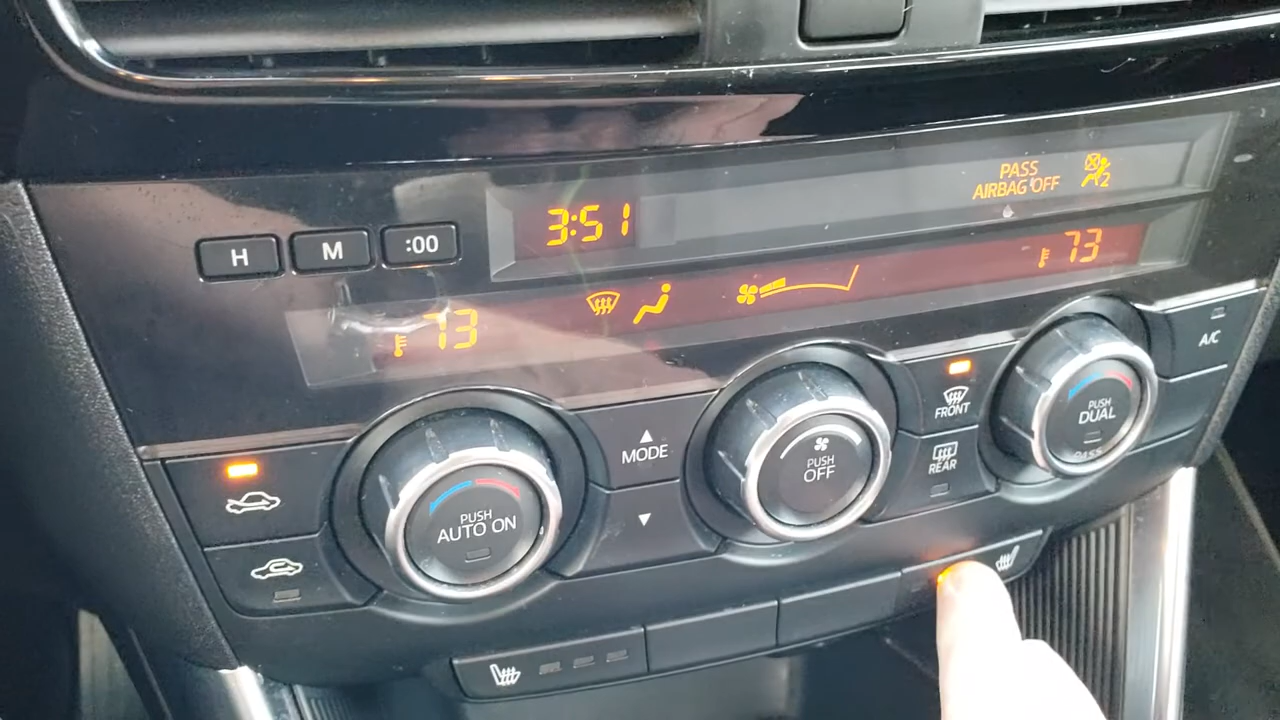 H
M
:00
3:51
PASS
AIRBAG OFF
2
73
73
PUSH
AUTO ON
MODE
PUSH
OFF
FRONT
REAR
PUSH
DUAL
PASS
A/C